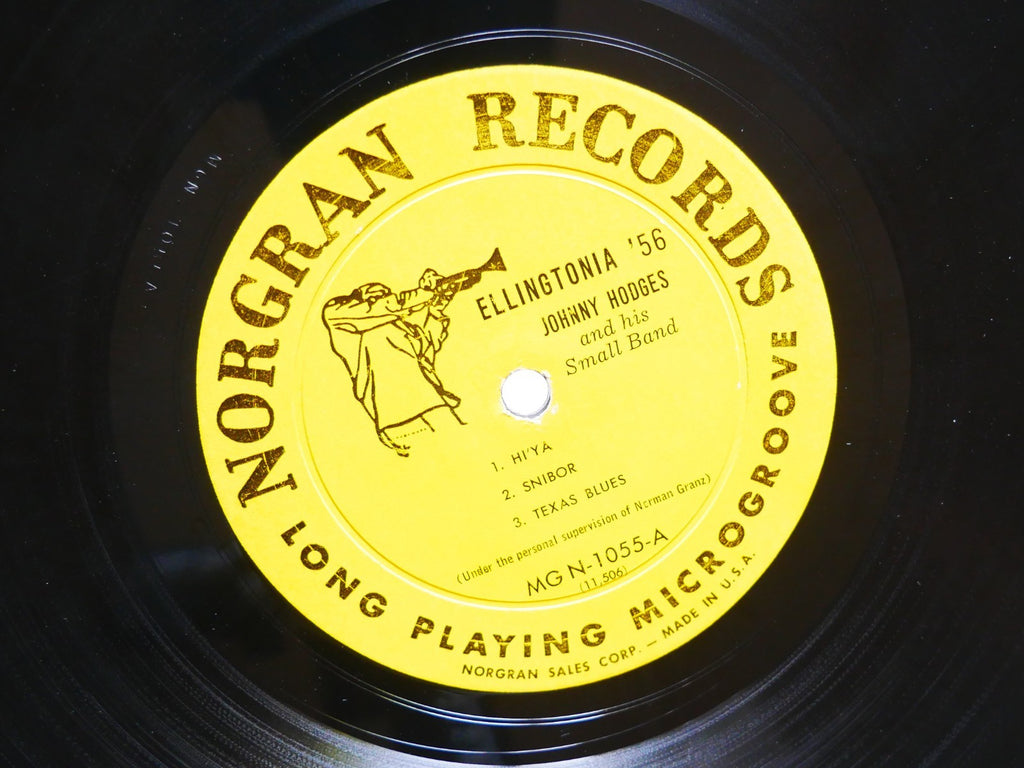 NORGRAN RECORDS
ELLINGTONIA '56
JOHNNY HODGES
and his
Small Band
1. HI'YA
2. SNIBOR
3. TEXAS BLUES
(Under the personal supervision of Norman Granz)
MG N-1055-A
(11,506)
LONG PLAYING MICROGROOVE
NORGRAN SALES CORP. — MADE IN U.S.A.